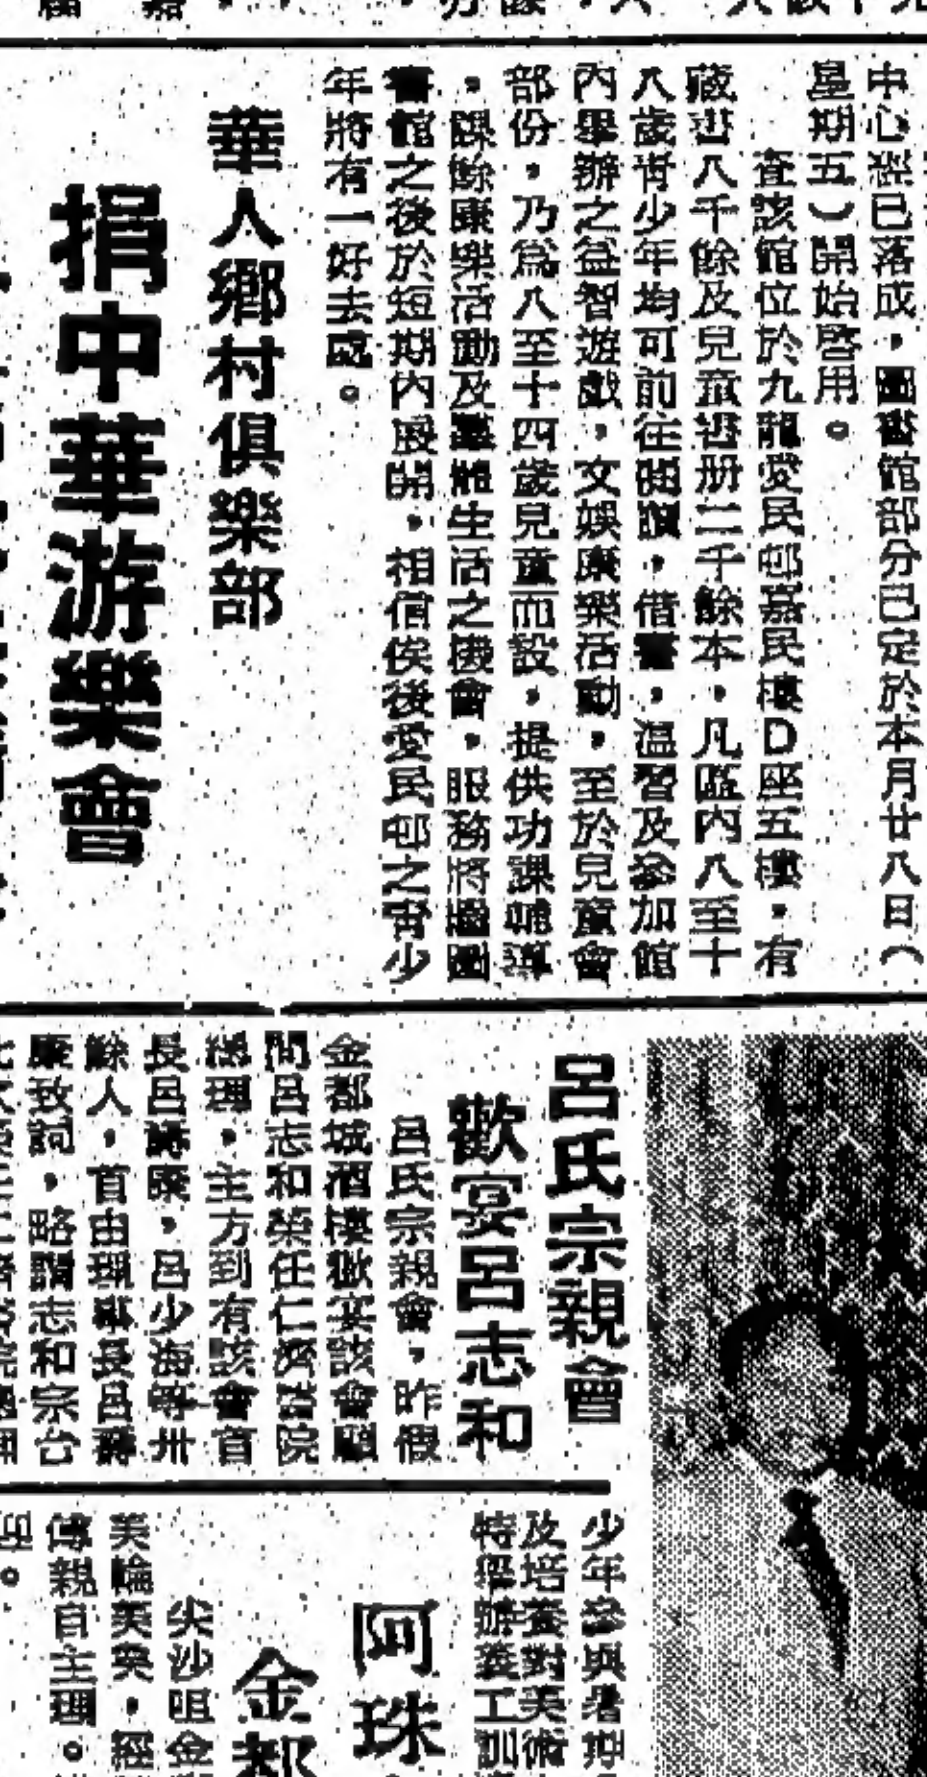 中心經已落成，圖書館部分已定於本月廿八日（
星期五）開始啓用。
查該館位於九龍愛民邨嘉民樓D座五樓，有
藏書八千餘及兒童書册二千餘本，凡區內八至十
八歲青少年均可前往閱讀，借書，温習及參加館
內舉辦之益智遊戲，文娛康樂活動，至於兒童會
部份，乃為八至十四歲兒童而設，提供功課輔導
，課餘康樂活動及羣體生活之機會，服務將繼圖
書館之後於短期內展開，相信俟後愛民邨之靑少
年將有一好去處。
華人鄉村俱樂部
捐中華游樂會
呂氏宗親會
歡宴呂志和
呂氏宗親會，昨假
金都城酒樓歡宴該會顧
問呂志和榮任仁濟醫院
總理，主方到有該會首
長呂 康，呂少海等卅
餘人，首由理事長呂
康致詞，略謂志和宗台
少年參與暑期
及培養對美術
特舉辦義工訓
阿珠
金都
尖沙咀金
美輪美奐，經
傅親自主理。
迎。